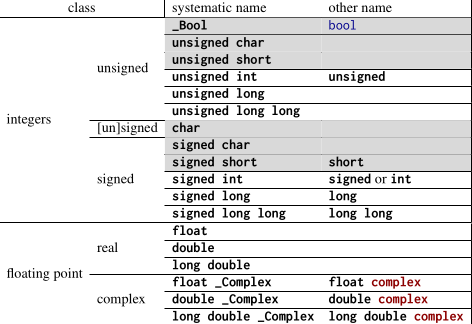 class systematic name other name
_Bool bool
unsigned char
unsigned unsigned short
unsigned int unsigned
unsigned long
unsigned long long
integers [un]signed char
signed char
signed short short
signed signed int signed or int
signed long long
signed long long long long
float
real double
long double
floating point float _Complex float complex
complex double _Complex double complex
long double _Complex long double complex